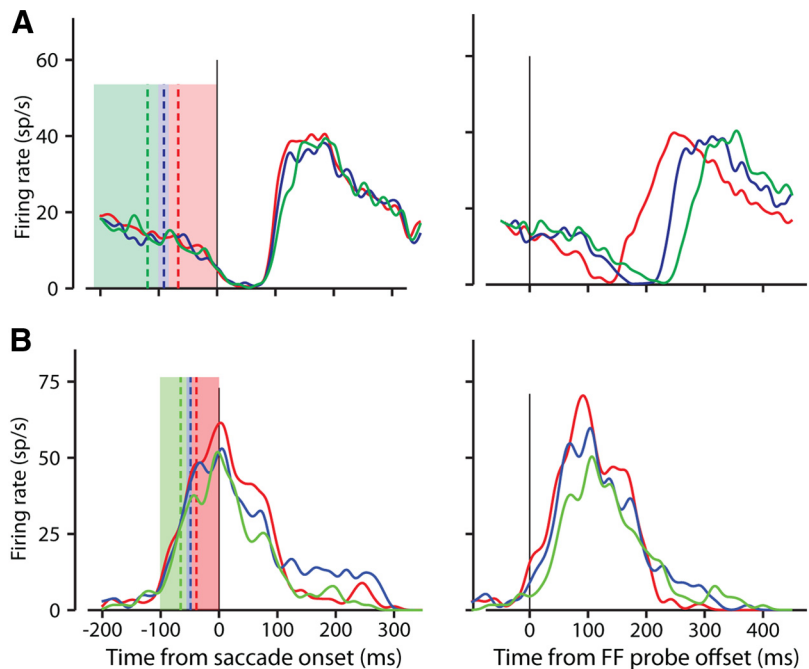 A
Firing rate (sp/s)
60
40
20
0
B
Firing rate (sp/s)
75
50
25
0
-200 -100 0 100 200 300
Time from saccade onset (ms)
0 100 200 300 400
Time from FF probe offset (ms)